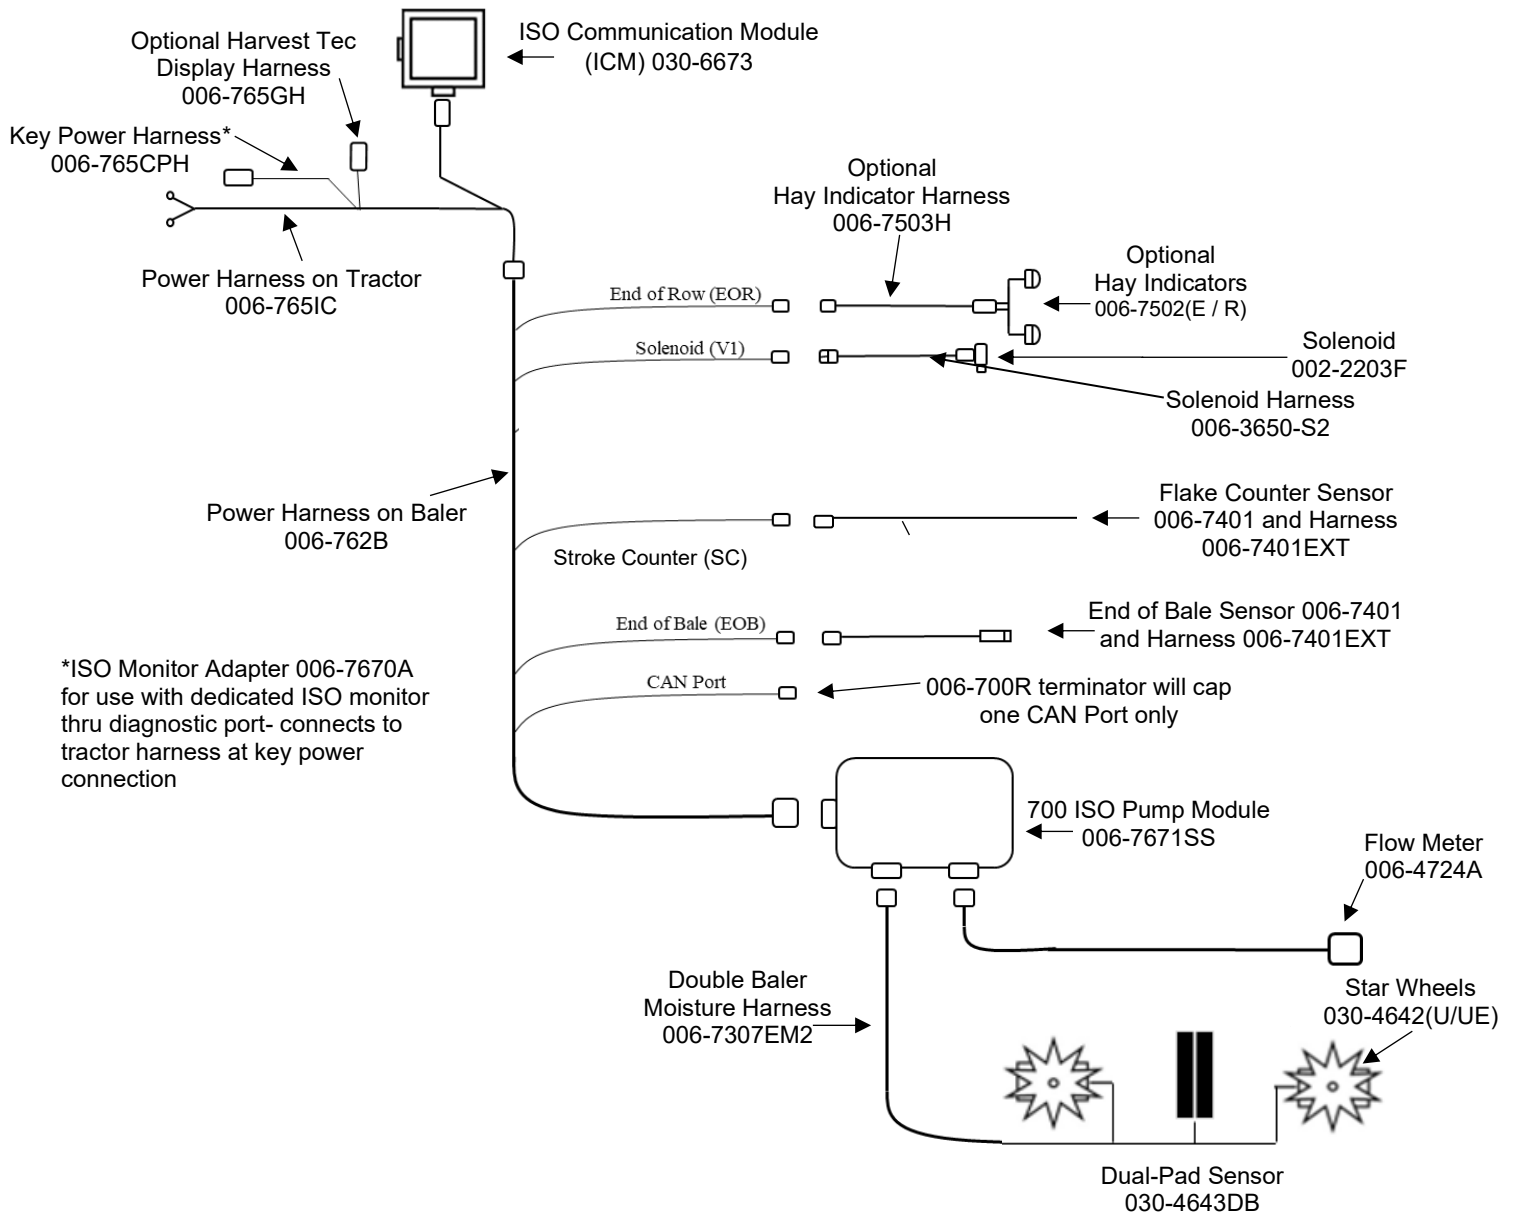 ISO Communication Module
(ICM) 030-6673
Optional Harvest Tec
Display Harness
006-765GH
Key Power Harness*
006-765CPH
Power Harness on Tractor
006-765IC
Optional
Hay Indicator Harness
006-7503H
Optional
Hay Indicators
006-7502(E / R)
End of Row (EOR)
Solenoid (V1)
Solenoid
002-2203F
Solenoid Harness
006-3650-S2
Power Harness on Baler
006-762B
Stroke Counter (SC)
Flake Counter Sensor
006-7401 and Harness
006-7401EXT
End of Bale (EOB)
End of Bale Sensor 006-7401
and Harness 006-7401EXT
CAN Port
006-700R terminator will cap
one CAN Port only
*ISO Monitor Adapter 006-7670A
for use with dedicated ISO monitor
thru diagnostic port- connects to
tractor harness at key power
connection
700 ISO Pump Module
006-7671SS
Flow Meter
006-4724A
Double Baler
Moisture Harness
006-7307EM2
Star Wheels
030-4642(U/UE)
Dual-Pad Sensor
030-4643DB